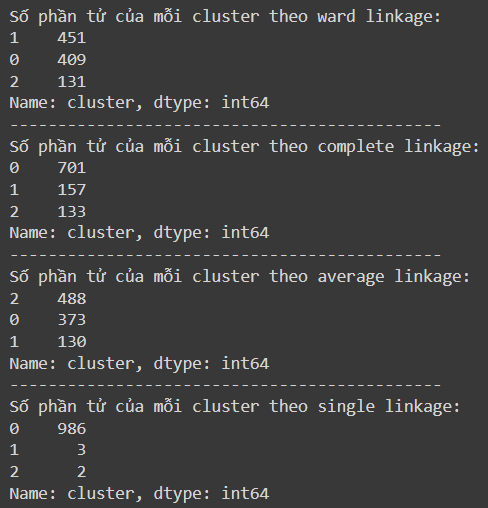 Số phần tử của mỗi cluster theo ward linkage:
1    451
0    409
2    131
Name: cluster, dtype: int64
---------------------------------------------
Số phần tử của mỗi cluster theo complete linkage:
0    701
1    157
2    133
Name: cluster, dtype: int64
---------------------------------------------
Số phần tử của mỗi cluster theo average linkage:
2    488
0    373
1    130
Name: cluster, dtype: int64
---------------------------------------------
Số phần tử của mỗi cluster theo single linkage:
0    986
1      3
2      2
Name: cluster, dtype: int64